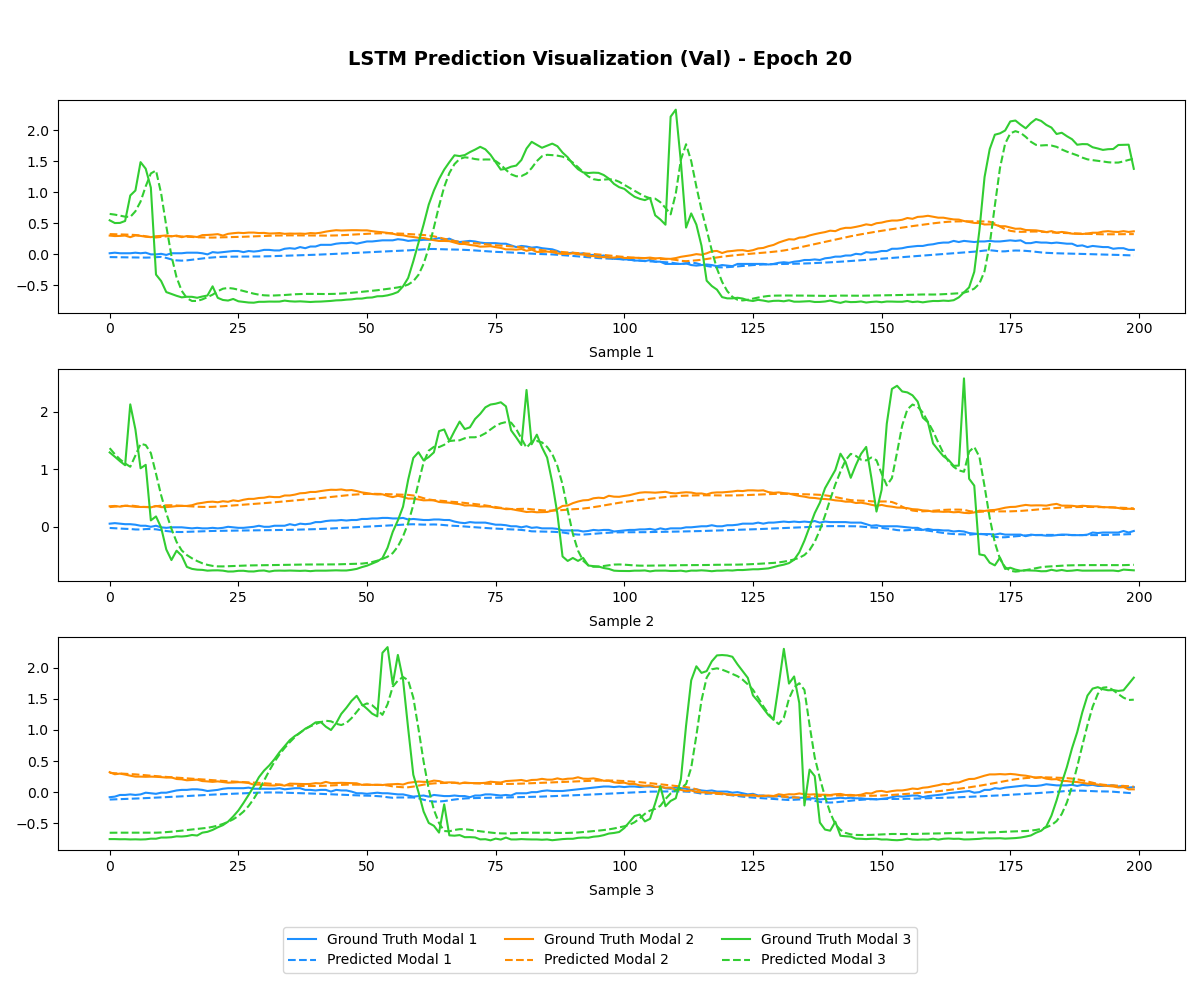 LSTM Prediction Visualization (Val) - Epoch 20
2.0
1.5
1.0
0.5
0.0
−0.5
0 25 50 75 100 125 150 175 200
Sample 1
2
1
0
0 25 50 75 100 125 150 175 200
Sample 2
2.0
1.5
1.0
0.5
0.0
−0.5
0 25 50 75 100 125 150 175 200
Sample 3
Ground Truth Modal 1 Ground Truth Modal 2 Ground Truth Modal 3
Predicted Modal 1 Predicted Modal 2 Predicted Modal 3